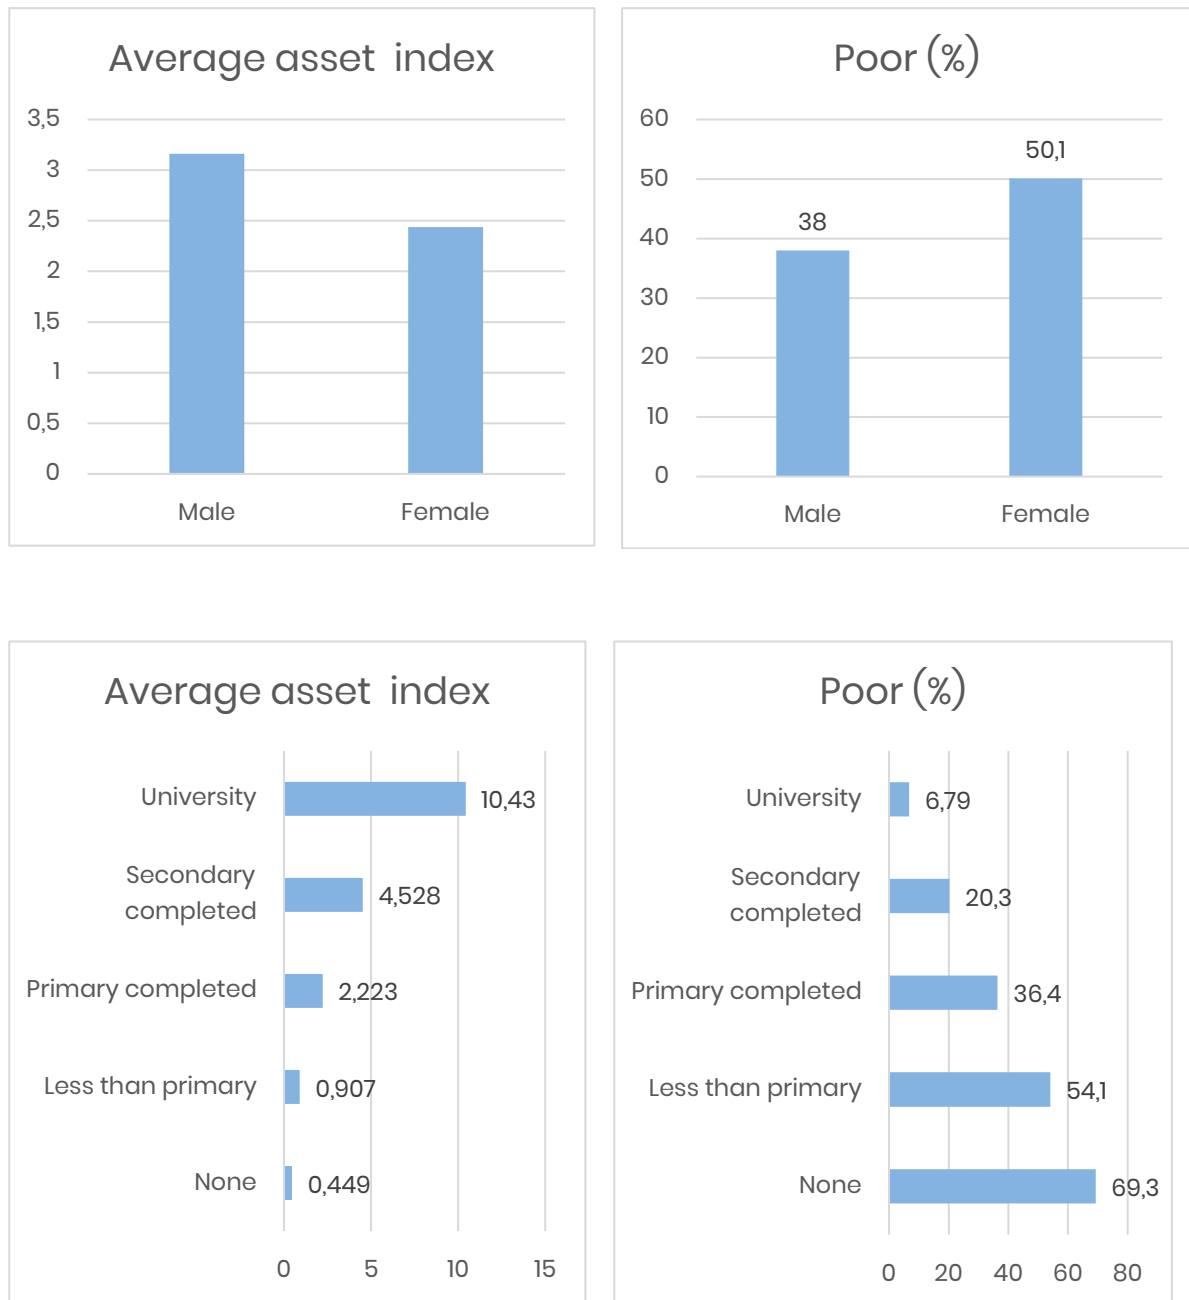 Average asset index
3,5
3
2,5
2
1,5
1
0,5
0
Male
Female
Poor (%)
60
50
40
30
20
10
0
38
50,1
Male
Female
Average asset index
University
10,43
Secondary
completed
4,528
Primary completed
2,223
Less than primary
0,907
None
0,449
0
5
10
15
Poor (%)
University
6,79
Secondary
completed
20,3
Primary completed
36,4
Less than primary
54,1
None
69,3
0
20
40
60
80